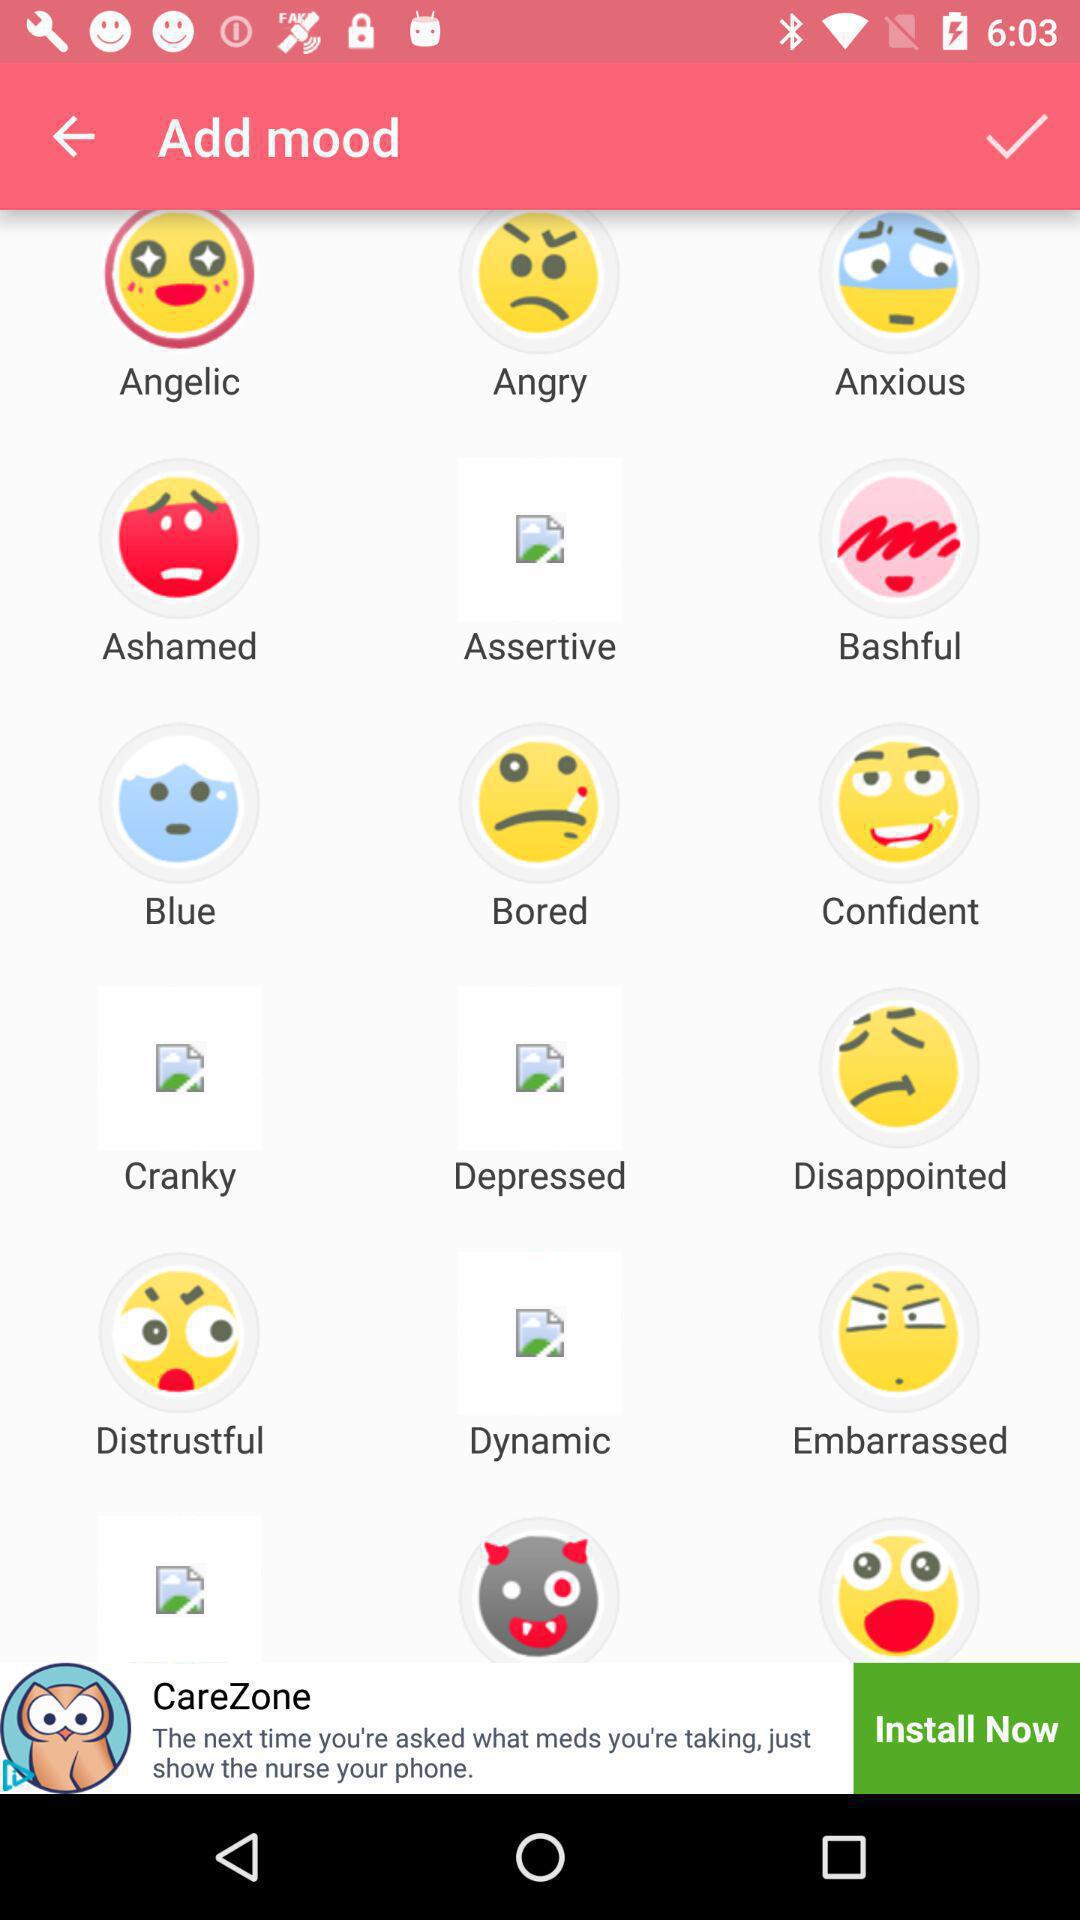 FAKE
6:03
Add mood
Angelic
Angry
Anxious
Ashamed
Assertive
Bashful
Blue
Bored
Confident
Cranky
Depressed
Disappointed
Distrustful
Dynamic
Embarrassed
CareZone
The next time you're asked what meds you're taking, just
show the nurse your phone.
Install Now